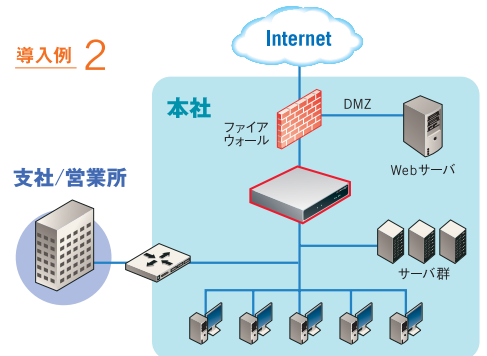 導入例 2
Internet
本社
DMZ
ファイア
ウォール
Webサーバ
支社/営業所
サーバ群